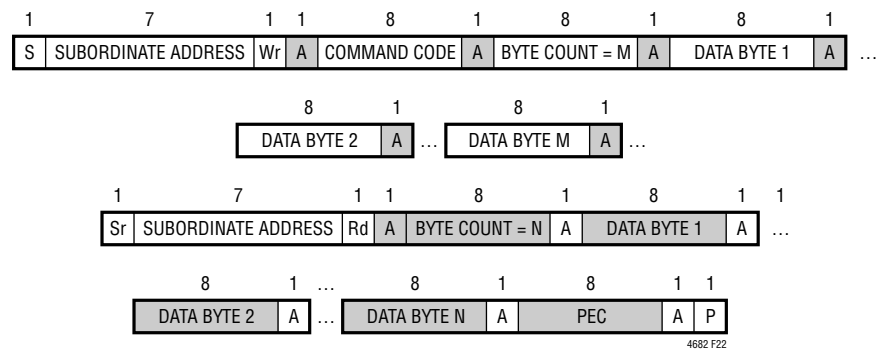 1 7 1 1 8 1 8 1 8 1
S SUBORDINATE ADDRESS Wr A COMMAND CODE A BYTE COUNT = M A DATA BYTE 1 A …
8 1 8 1
DATA BYTE 2 A … DATA BYTE M A …
1 7 1 1 8 1 8 1 1
Sr SUBORDINATE ADDRESS Rd A BYTE COUNT = N A DATA BYTE 1 A …
8 1 … 8 1 8 1 1
DATA BYTE 2 A … DATA BYTE N A PEC A P
4682 F22